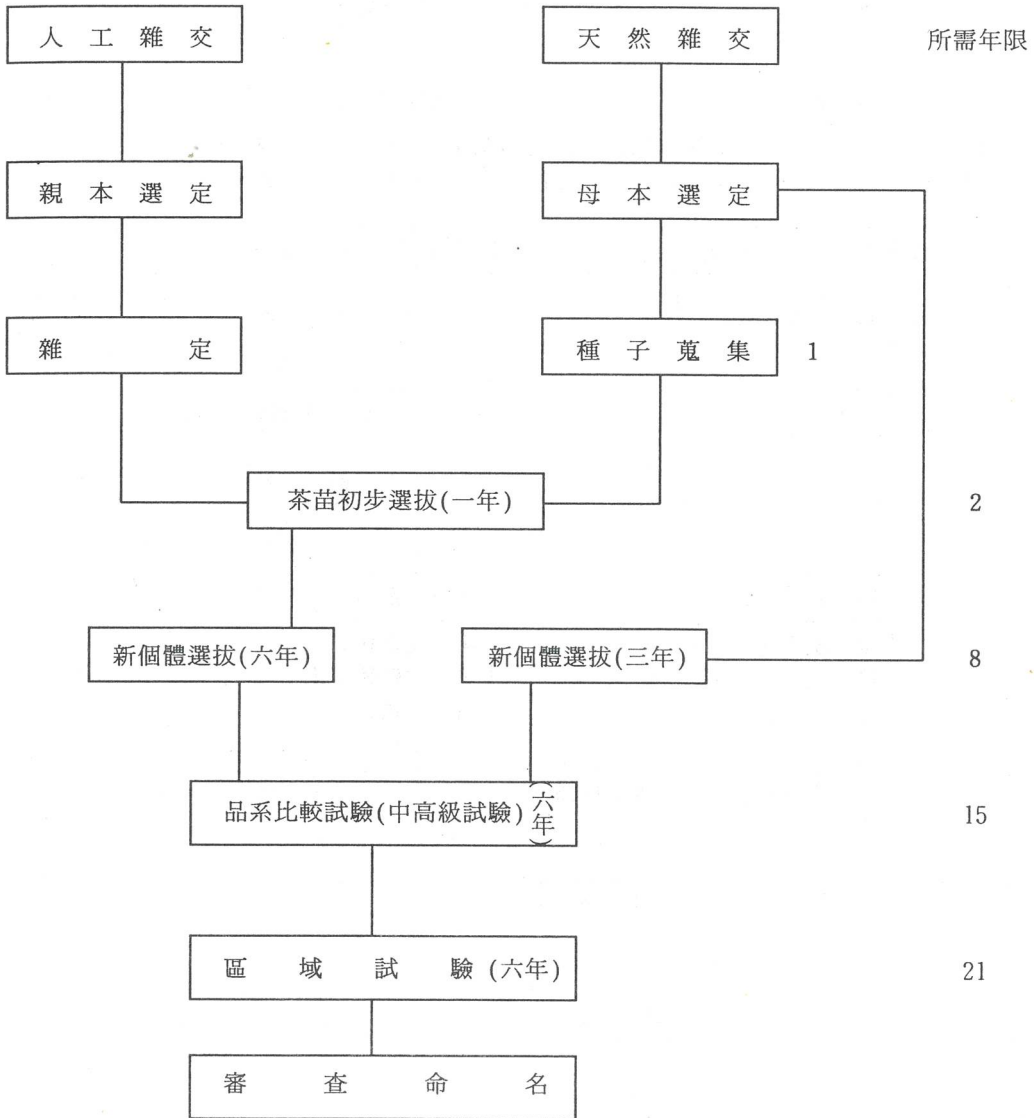 人工雜交 天然雜交 所需年限
親本選定 母本選定
雜定 種子蒐集 1
茶苗初步選拔(一年) 2
新個體選拔(六年) 新個體選拔(三年) 8
品系比較試驗(中高級試驗)(六年) 15
區域試驗(六年) 21
審查命名